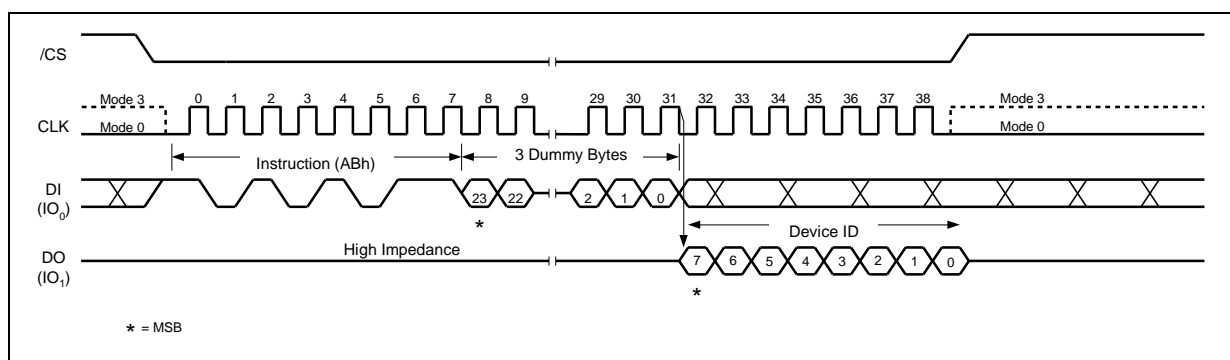 /CS
Mode 3 0 1 2 3 4 5 6 7 8 9 29 30 31 32 33 34 35 36 37 38 Mode 3
CLK Mode 0 Mode 0
Instruction (ABh) 3 Dummy Bytes
DI
(IO0) 23 22 2 1 0
* Device ID
High Impedance
DO
(IO1) 7 6 5 4 3 2 1 0
*
* = MSB